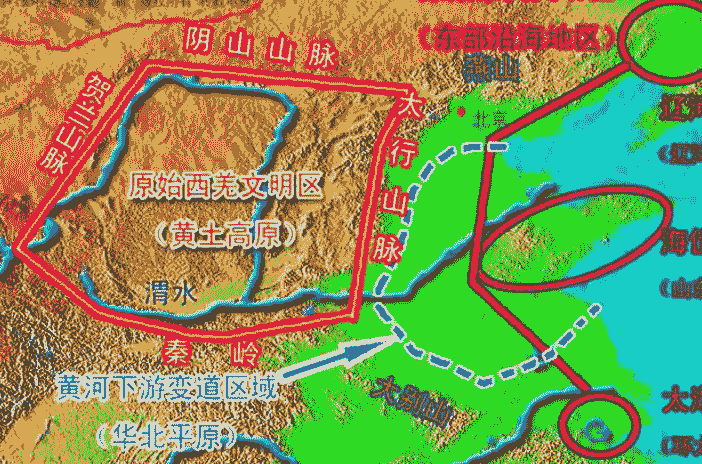 （东部沿海地区）
阴山山脉
燕山
贺兰山脉
太行山脉
北京
原始西羌文明区
（黄土高原）
渭水
秦岭
黄河下游变道区域
（华北平原）
大别山